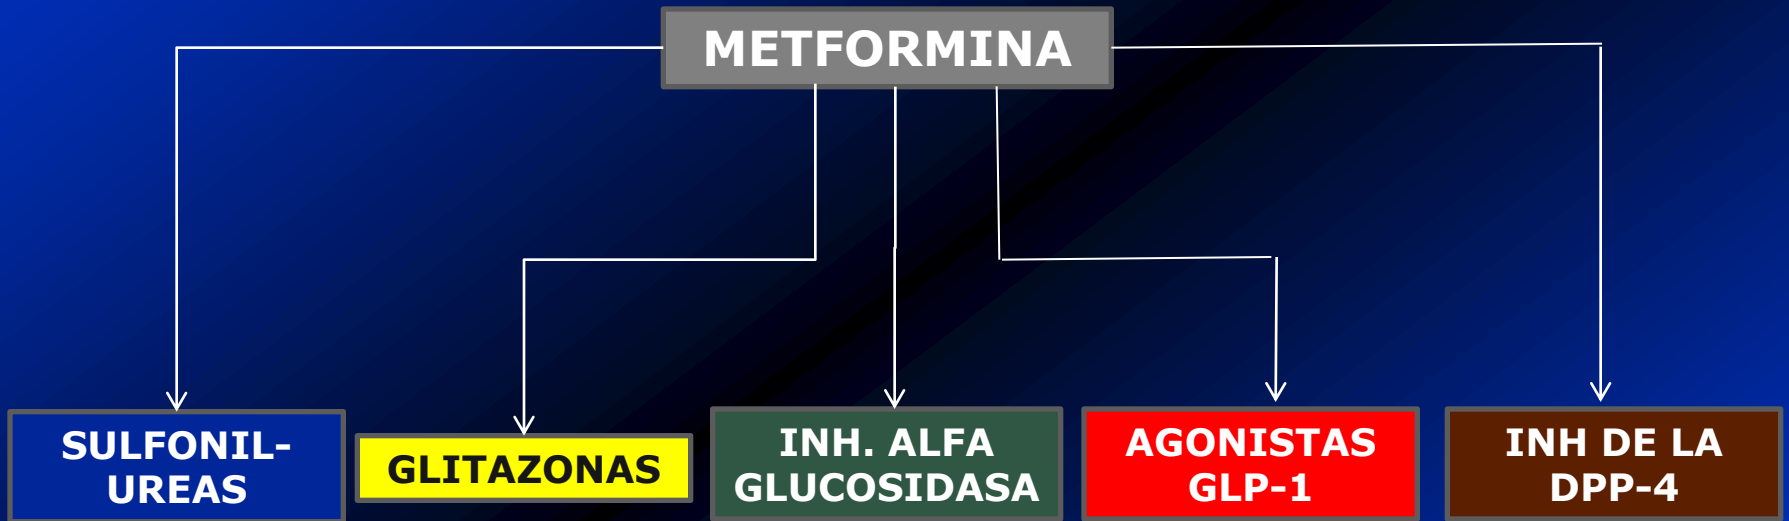 METFORMINA
SULFONIL-
UREAS
GLITAZONAS
INH. ALFA
GLUCOSIDASA
AGONISTAS
GLP-1
INH DE LA
DPP-4